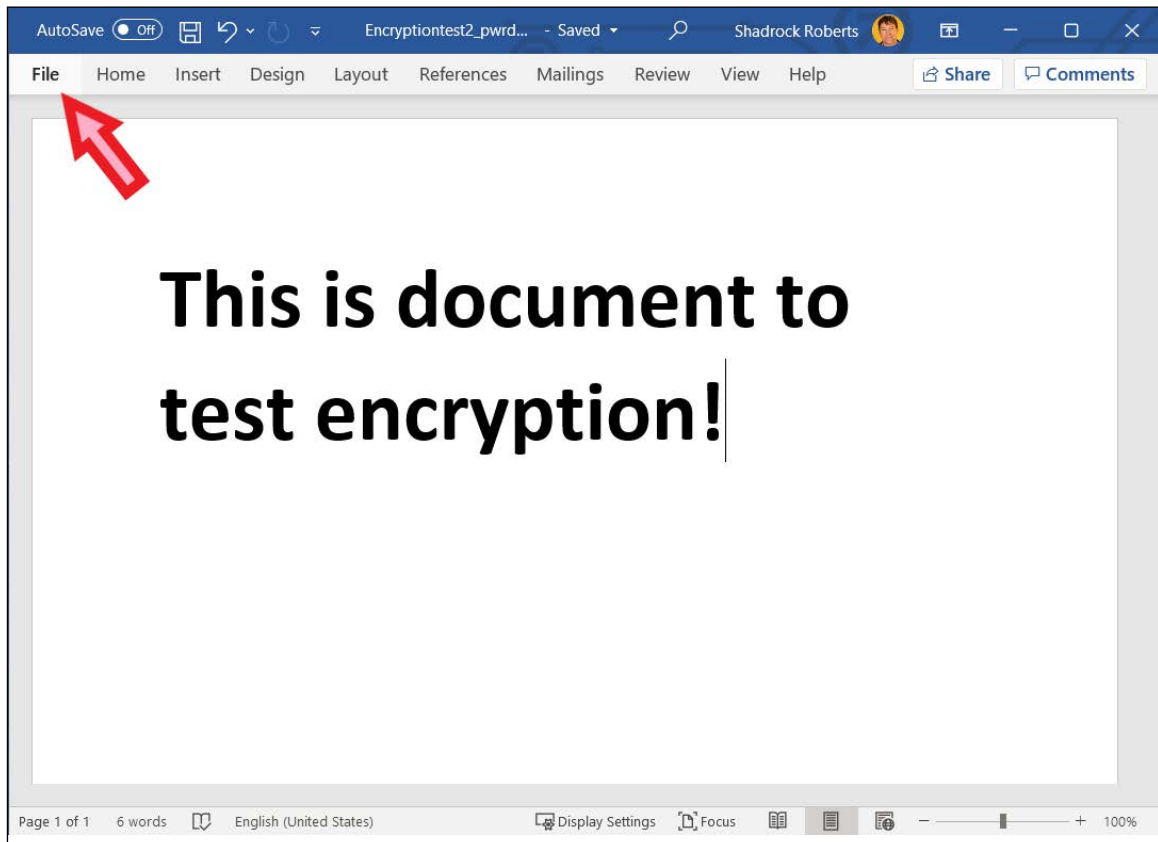 AutoSave Off Encryptiontest2_pwrd... - Saved Shadrock Roberts
File Home Insert Design Layout References Mailings Review View Help Share Comments
This is document to
test encryption!
Page 1 of 1 6 words English (United States) Display Settings Focus 100%